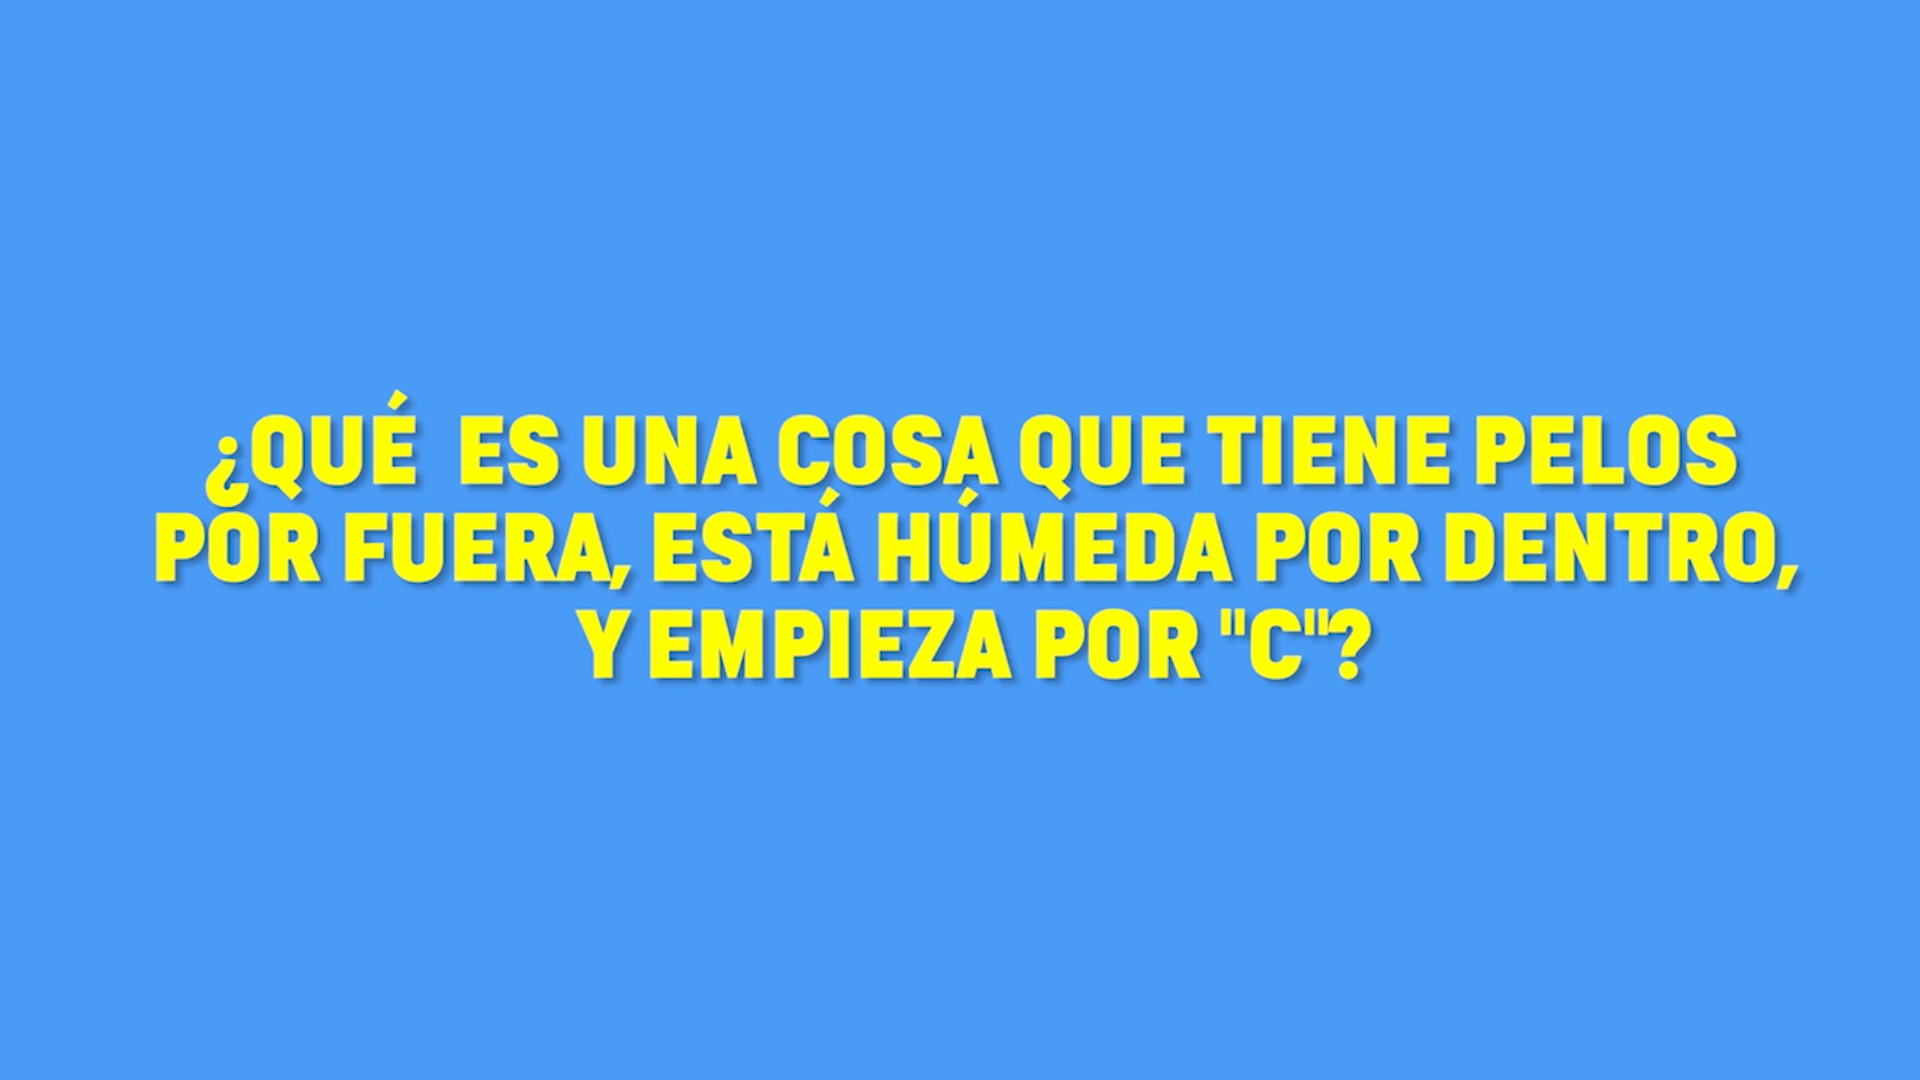 ¿QUÉ  ES UNA COSA QUE TIENE PELOS
POR FUERA, ESTÁ HÚMEDA POR DENTRO,
Y EMPIEZA POR "C"?